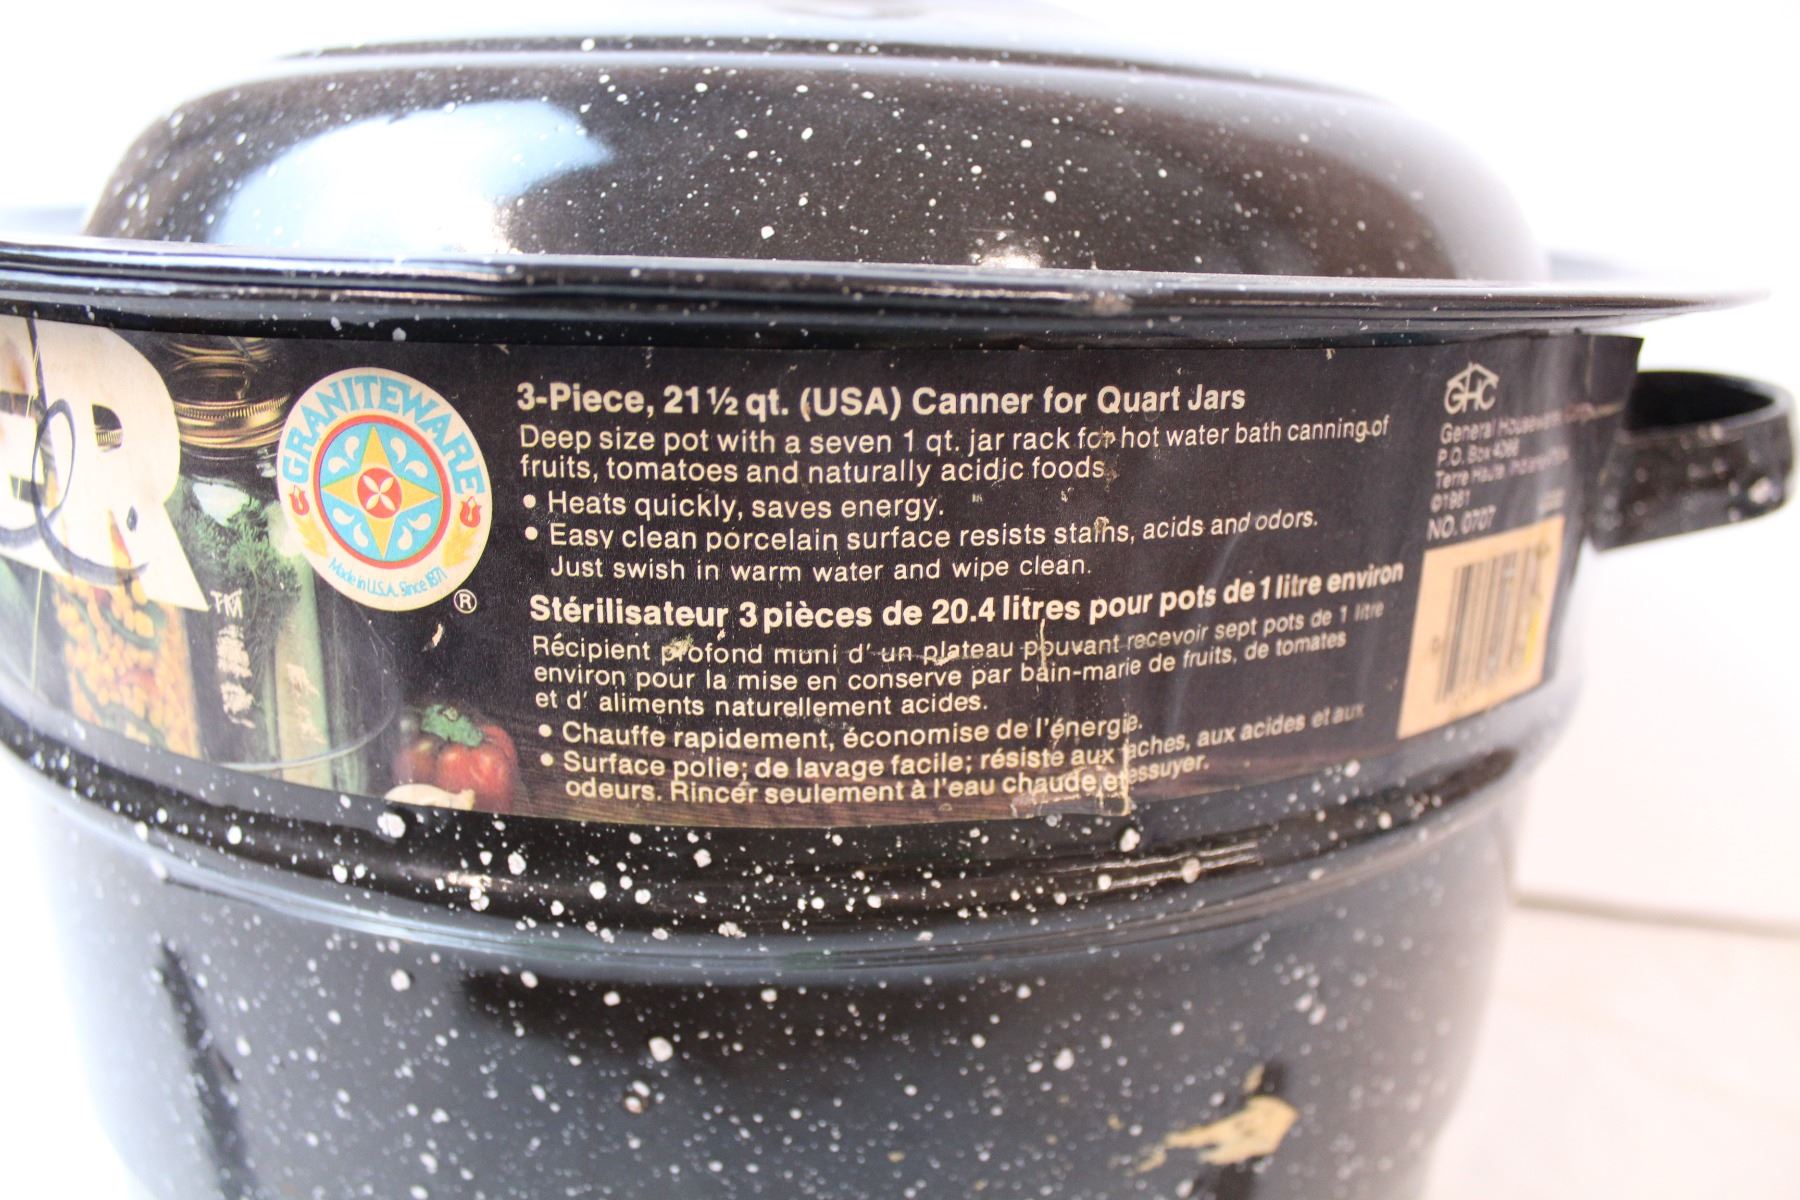 ER
TM
GRANITEWARE
Made in U.S.A. Since 1871
®
3-Piece, 21½ qt. (USA) Canner for Quart Jars
Deep size pot with a seven 1 qt. jar rack for hot water bath canning of
fruits, tomatoes and naturally acidic foods
• Heats quickly, saves energy.
• Easy clean porcelain surface resists stains, acids and odors.
Just swish in warm water and wipe clean.
Stérilisateur 3 pièces de 20.4 litres pour pots de 1 litre environ
Récipient profond muni d' un plateau pouvant recevoir sept pots de 1 litre
environ pour la mise en conserve par bain-marie de fruits, de tomates
et d' aliments naturellement acides.
• Chauffe rapidement, économise de l'énergie.
• Surface polie; de lavage facile; résiste aux taches, aux acides et aux
odeurs. Rincer seulement à l'eau chaude et essuyer.
GHC
General Housewares
P.O. Box 4066
Terre Haute Indiana
©1981
NO. 0707